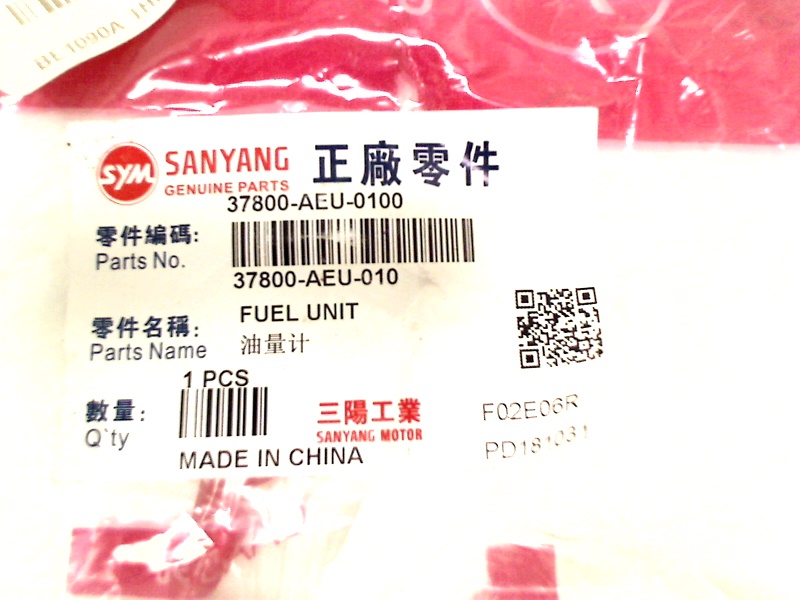 SYM SANYANG 正廠零件
GENUINE PARTS
37800-AEU-0100
零件編碼:
Parts No.
37800-AEU-010
零件名稱:
FUEL UNIT
Parts Name
油量计
1 PCS
數量:
Q`ty
三陽工業
SANYANG MOTOR
MADE IN CHINA
F02E06R
PD181031